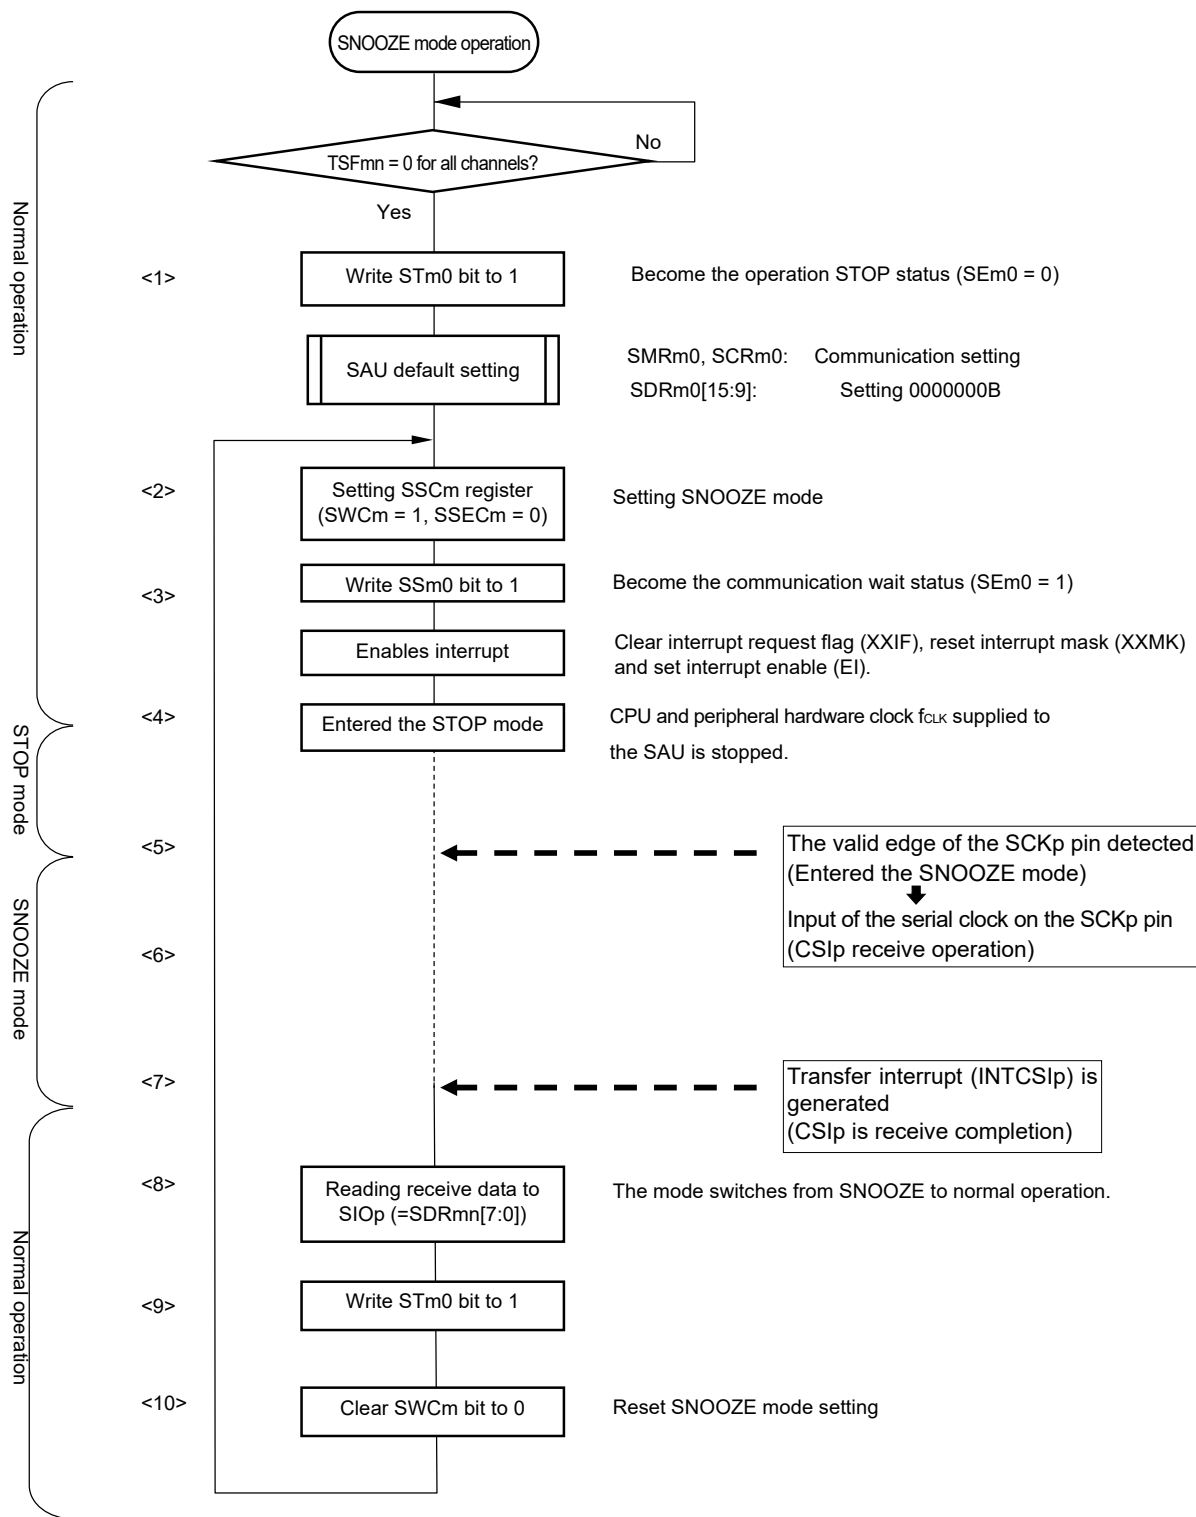 SNOOZE mode operation
TSFmn = 0 for all channels?
No
Yes
Normal operation
<1>
Write STm0 bit to 1
Become the operation STOP status (SEm0 = 0)
SAU default setting
SMRm0, SCRm0: Communication setting
SDRm0[15:9]: Setting 0000000B
<2>
Setting SSCm register
(SWCm = 1, SSECm = 0)
Setting SNOOZE mode
<3>
Write SSm0 bit to 1
Become the communication wait status (SEm0 = 1)
Enables interrupt
Clear interrupt request flag (XXIF), reset interrupt mask (XXMK)
and set interrupt enable (EI).
<4>
Entered the STOP mode
CPU and peripheral hardware clock fCLK supplied to
the SAU is stopped.
STOP mode
<5>
The valid edge of the SCKp pin detected
(Entered the SNOOZE mode)
Input of the serial clock on the SCKp pin
(CSIp receive operation)
SNOOZE mode
<6>
<7>
Transfer interrupt (INTCSIp) is
generated
(CSIp is receive completion)
<8>
Reading receive data to
SIOp (=SDRmn[7:0])
The mode switches from SNOOZE to normal operation.
Normal operation
<9>
Write STm0 bit to 1
<10>
Clear SWCm bit to 0
Reset SNOOZE mode setting